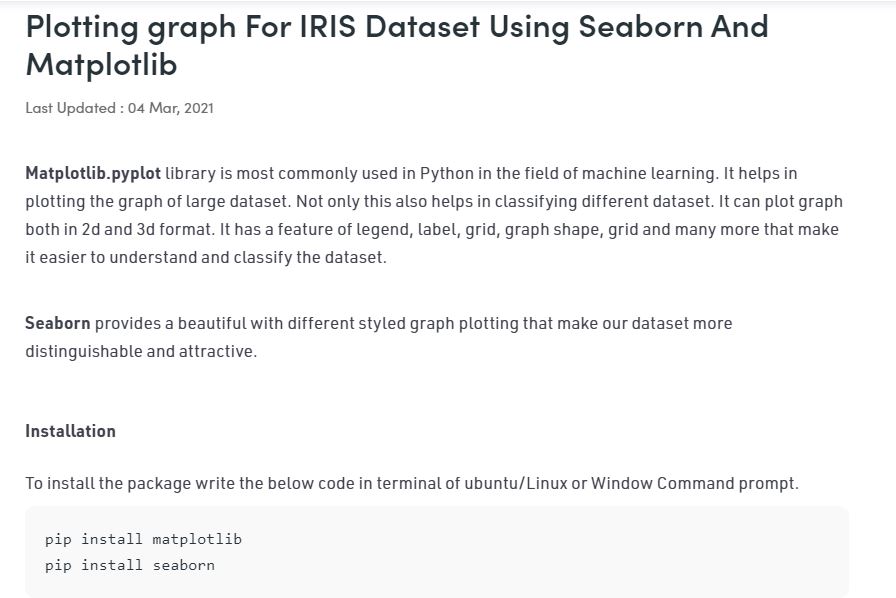 Plotting graph For IRIS Dataset Using Seaborn And
Matplotlib
Last Updated : 04 Mar, 2021
Matplotlib.pyplot library is most commonly used in Python in the field of machine learning. It helps in
plotting the graph of large dataset. Not only this also helps in classifying different dataset. It can plot graph
both in 2d and 3d format. It has a feature of legend, label, grid, graph shape, grid and many more that make
it easier to understand and classify the dataset.
Seaborn provides a beautiful with different styled graph plotting that make our dataset more
distinguishable and attractive.
Installation
To install the package write the below code in terminal of ubuntu/Linux or Window Command prompt.
pip install matplotlib
pip install seaborn